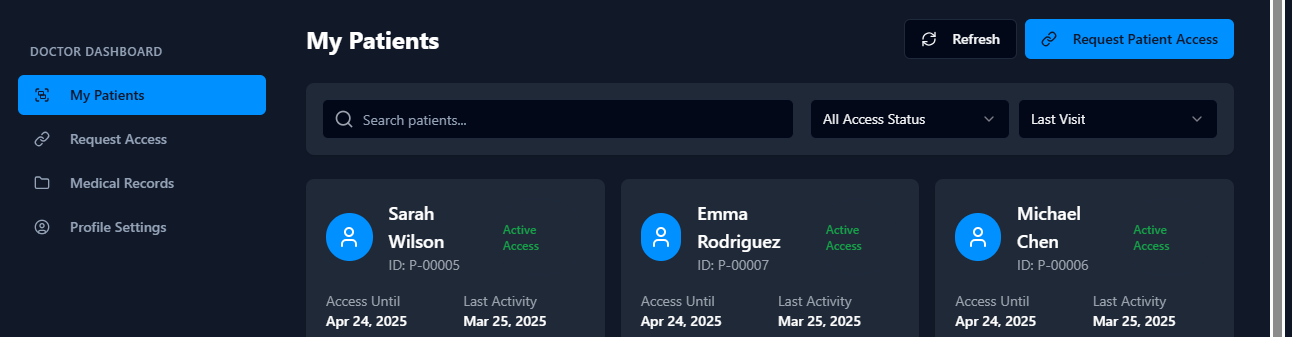 DOCTOR DASHBOARD
My Patients
Request Access
Medical Records
Profile Settings
My Patients
Refresh
Request Patient Access
Search patients...
All Access Status
Last Visit
Sarah
Wilson
ID: P-00005
Active
Access
Access Until
Last Activity
Apr 24, 2025
Mar 25, 2025
Emma
Rodriguez
ID: P-00007
Active
Access
Access Until
Last Activity
Apr 24, 2025
Mar 25, 2025
Michael
Chen
ID: P-00006
Active
Access
Access Until
Last Activity
Apr 24, 2025
Mar 25, 2025